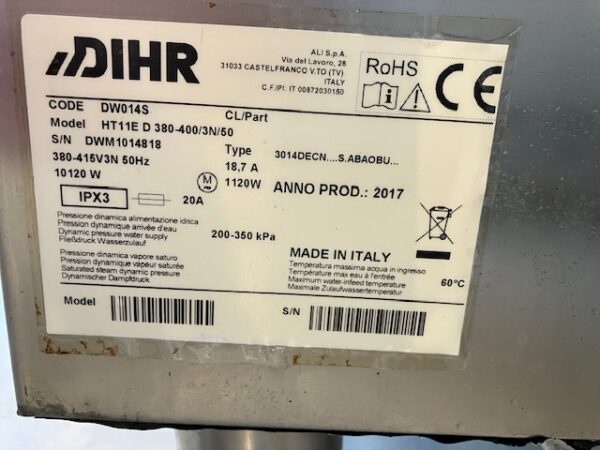 DIHR
ALI S.p.A.
Via del Lavoro, 28
31033 CASTELFRANCO V.TO (TV)
ITALY
C.F./P.I. IT 00872030150
RoHS
CE
CODE DW014S
CL/Part
Model HT11E D 380-400/3N/50
S/N DWM1014818
Type 3014DECN....S.ABAOBU...
380-415V3N 50Hz
18,7 A
10120 W
M
1120W
ANNO PROD.: 2017
IPX3
20A
Pressione dinamica alimentazione idrica
Pression dynamique arrivée d'eau
Dynamic pressure water supply
Fließdruck Wasserzulauf
200-350 kPa
MADE IN ITALY
Pressione dinamica vapore saturo
Pression dynamique vapeur saturée
Saturated steam dynamic pressure
Dynamischer Dampfdruck
Temperatura massima acqua in ingresso
Température max eau à l'entrée
Maximum water-infeed temperature
Maximale Zulaufwassertemperatur
60°C
Model
S/N